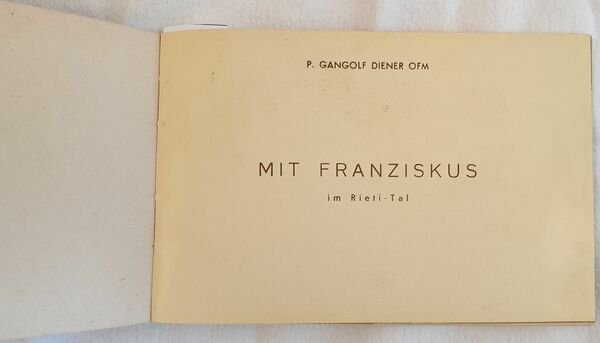 P. GANGOLF DIENER OFM
MIT FRANZISKUS
im Rieti-Tal